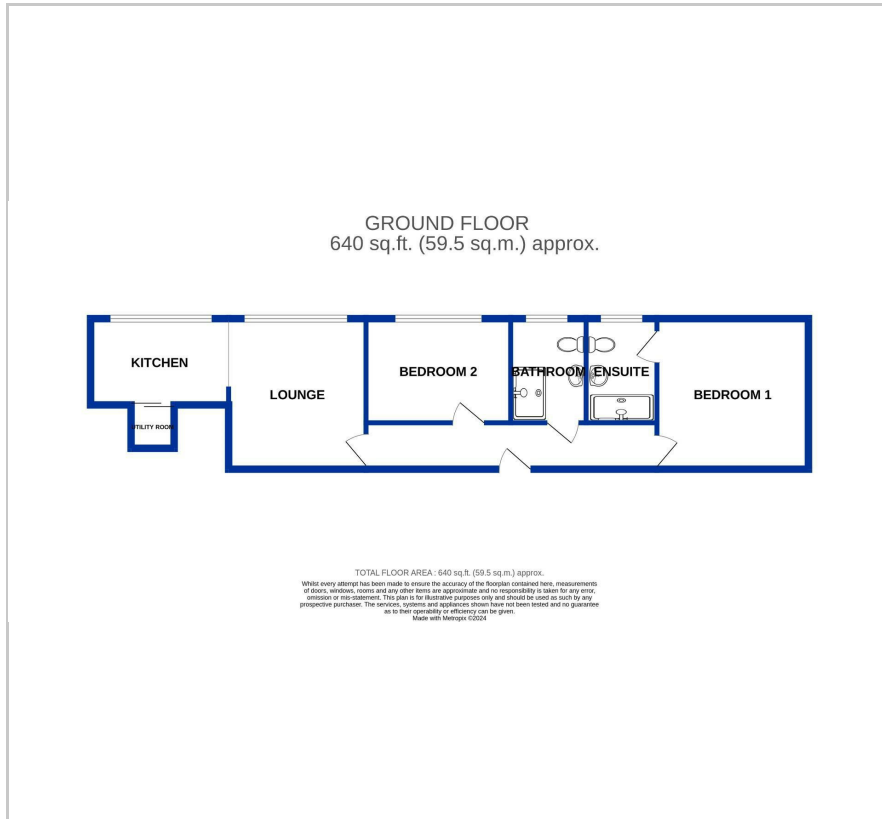 GROUND FLOOR
640 sq.ft. (59.5 sq.m.) approx.
KITCHEN
LOUNGE
BEDROOM 2
BATHROOM
ENSUITE
BEDROOM 1
UTILITY ROOM
TOTAL FLOOR AREA : 640 sq.ft. (59.5 sq.m.) approx.
Whilst every attempt has been made to ensure the accuracy of the floorplan contained here, measurements
of doors, windows, rooms and any other items are approximate and no responsibility is taken for any error,
omission or mis-statement. This plan is for illustrative purposes only and should be used as such by any
prospective purchaser. The services, systems and appliances shown have not been tested and no guarantee
as to their operability or efficiency can be given.
Made with Metropix ©2024